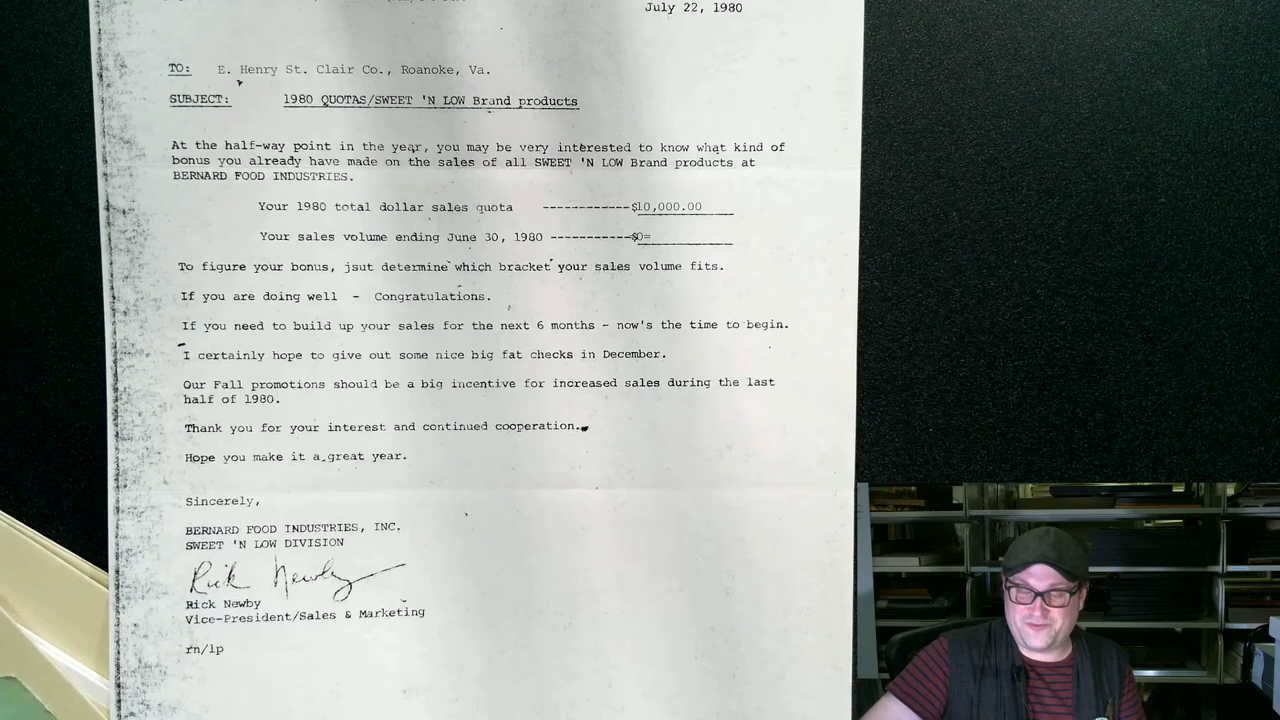 July 22, 1980
TO: E. Henry St. Clair Co., Roanoke, Va.
SUBJECT: 1980 QUOTAS/SWEET 'N LOW Brand products
At the half-way point in the year, you may be very interested to know what kind of
bonus you already have made on the sales of all SWEET 'N LOW Brand products at
BERNARD FOOD INDUSTRIES.
Your 1980 total dollar sales quota ------------$10,000.00
Your sales volume ending June 30, 1980 -----------$0=
To figure your bonus, jsut determine which bracket your sales volume fits.
If you are doing well - Congratulations.
If you need to build up your sales for the next 6 months - now's the time to begin.
I certainly hope to give out some nice big fat checks in December.
Our Fall promotions should be a big incentive for increased sales during the last
half of 1980.
Thank you for your interest and continued cooperation.
Hope you make it a great year.
Sincerely,
BERNARD FOOD INDUSTRIES, INC.
SWEET 'N LOW DIVISION
Rick Newby
Rick Newby
Vice-President/Sales & Marketing
rn/lp